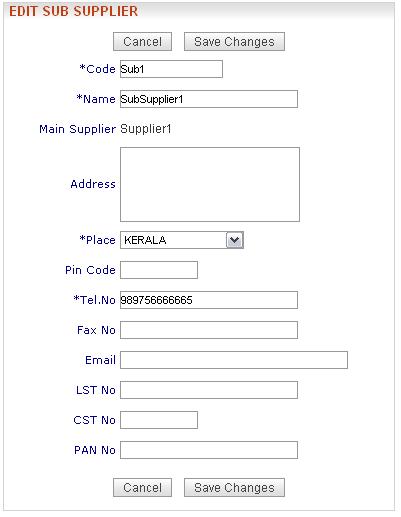 EDIT SUB SUPPLIER
Cancel Save Changes
*Code Sub1
*Name SubSupplier1
Main Supplier Supplier1
Address
*Place KERALA
Pin Code
*Tel.No 989756666665
Fax No
Email
LST No
CST No
PAN No
Cancel Save Changes